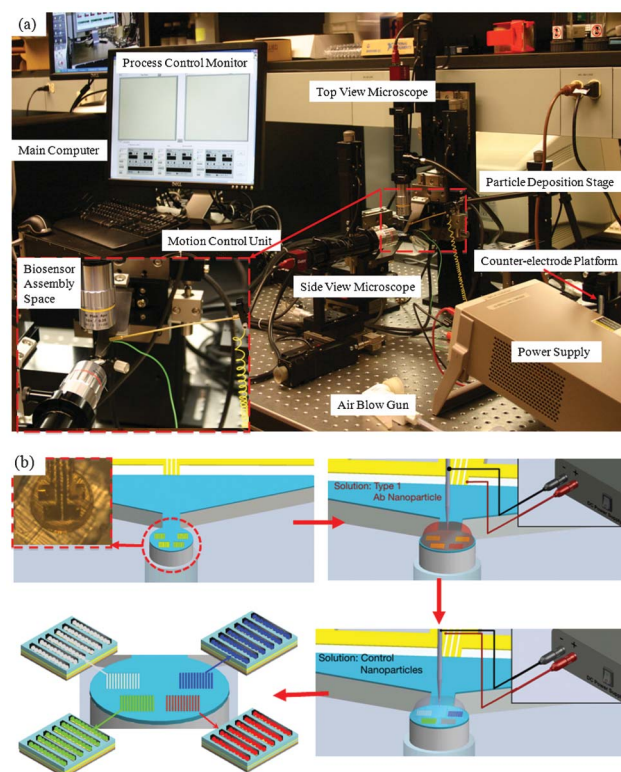 (a)
Process Control Monitor
Top View Microscope
Main Computer
Particle Deposition Stage
Motion Control Unit
Counter-electrode Platform
Biosensor
Assembly
Space
Side View Microscope
Power Supply
Air Blow Gun
(b)
Solution: Type 1
Ab Nanoparticle
Solution: Control
Nanoparticles